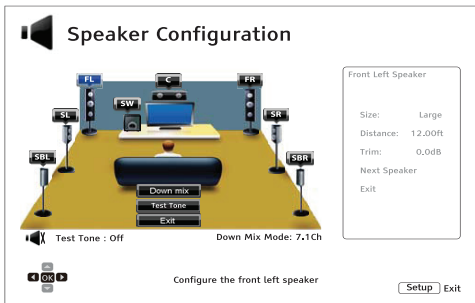 Speaker Configuration
FL
C
FR
SW
SL
SR
SBL
SBR
Down mix
Test Tone
Exit
Test Tone : Off
Down Mix Mode: 7.1Ch
Front Left Speaker
Size: Large
Distance: 12.00ft
Trim: 0.0dB
Next Speaker
Exit
OK
Configure the front left speaker
Setup Exit